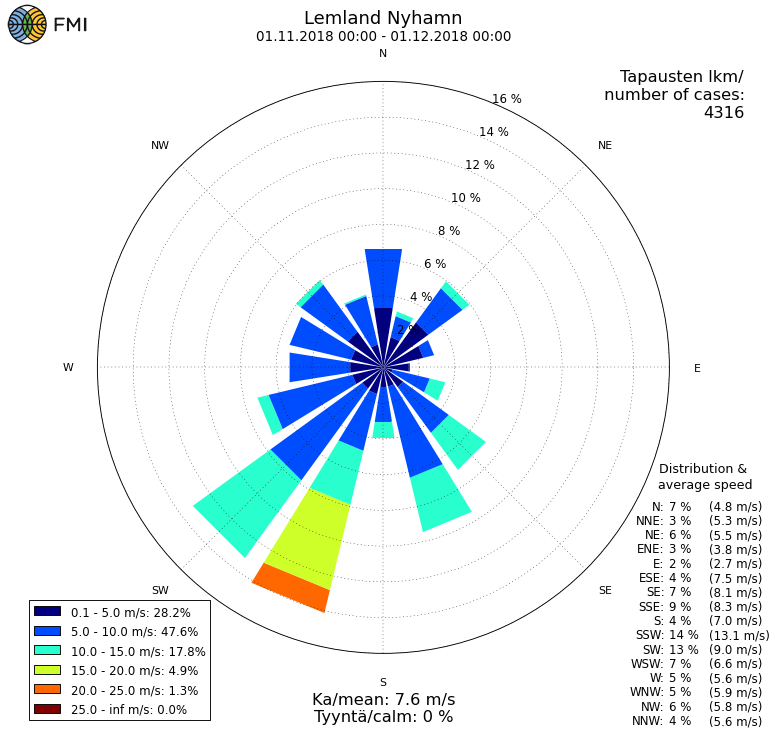 FMI
Lemland Nyhamn
01.11.2018 00:00 - 01.12.2018 00:00
N
Tapausten lkm/
number of cases:
4316
16 %
14 %
12 %
10 %
8 %
6 %
4 %
2 %
NW
NE
W
E
SW
SE
S
Distribution &
average speed
N: 7 % (4.8 m/s)
NNE: 3 % (5.3 m/s)
NE: 6 % (5.5 m/s)
ENE: 3 % (3.8 m/s)
E: 2 % (2.7 m/s)
ESE: 4 % (7.5 m/s)
SE: 7 % (8.1 m/s)
SSE: 9 % (8.3 m/s)
S: 4 % (7.0 m/s)
SSW: 14 % (13.1 m/s)
SW: 13 % (9.0 m/s)
WSW: 7 % (6.6 m/s)
W: 5 % (5.6 m/s)
WNW: 5 % (5.9 m/s)
NW: 6 % (5.8 m/s)
NNW: 4 % (5.6 m/s)
0.1 - 5.0 m/s: 28.2%
5.0 - 10.0 m/s: 47.6%
10.0 - 15.0 m/s: 17.8%
15.0 - 20.0 m/s: 4.9%
20.0 - 25.0 m/s: 1.3%
25.0 - inf m/s: 0.0%
Ka/mean: 7.6 m/s
Tyyntä/calm: 0 %